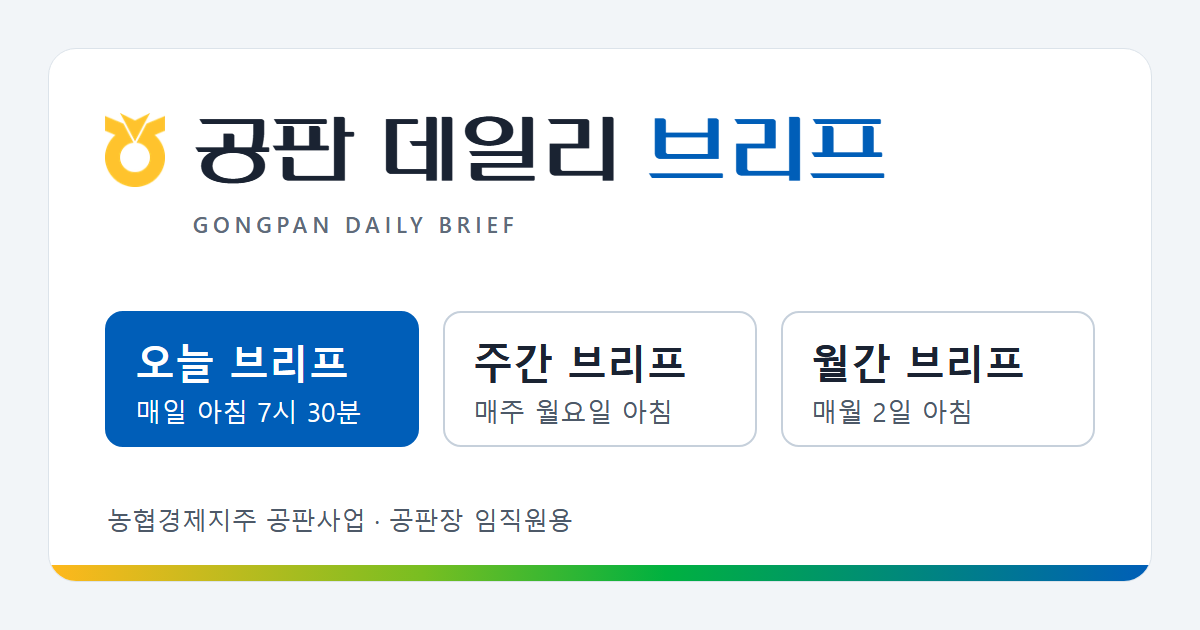 공판 데일리 브리프
GONGPAN DAILY BRIEF
오늘 브리프
매일 아침 7시 30분
주간 브리프
매주 월요일 아침
월간 브리프
매월 2일 아침
농협경제지주 공판사업 · 공판장 임직원용